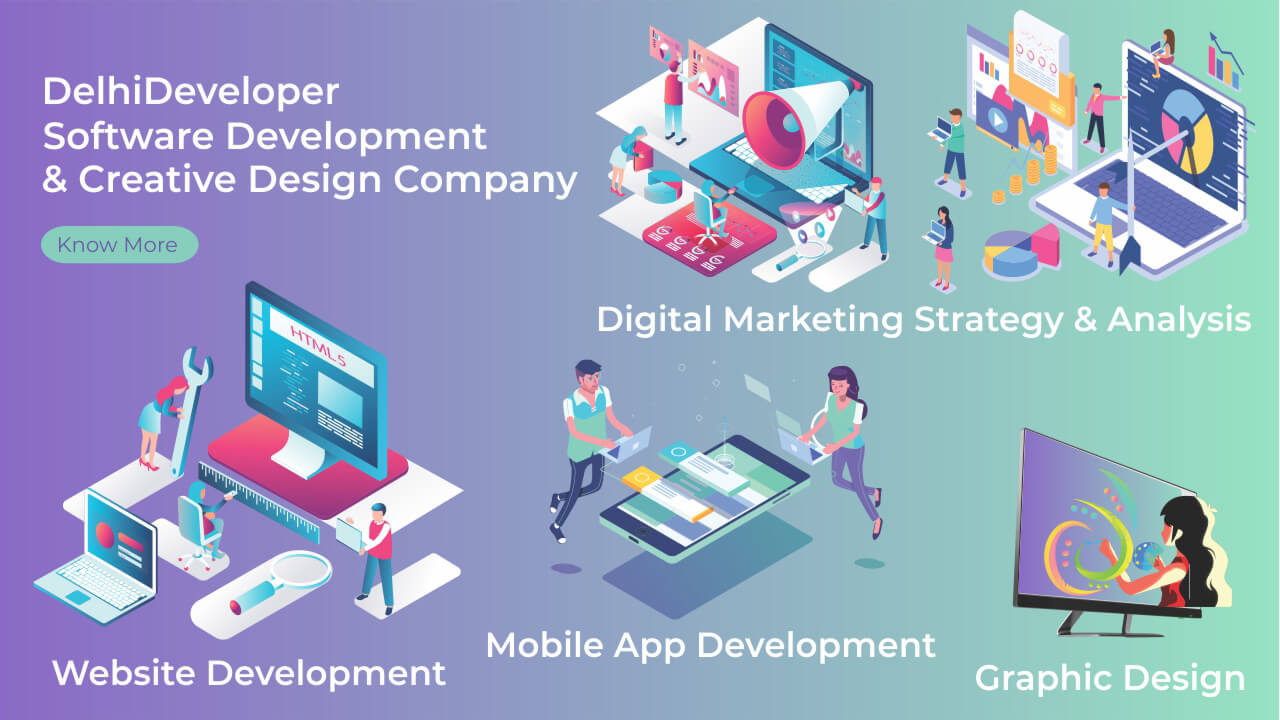 DelhiDeveloper
Software Development
& Creative Design Company
Know More
Digital Marketing Strategy & Analysis
HTML5
Website Development
Mobile App Development
Graphic Design